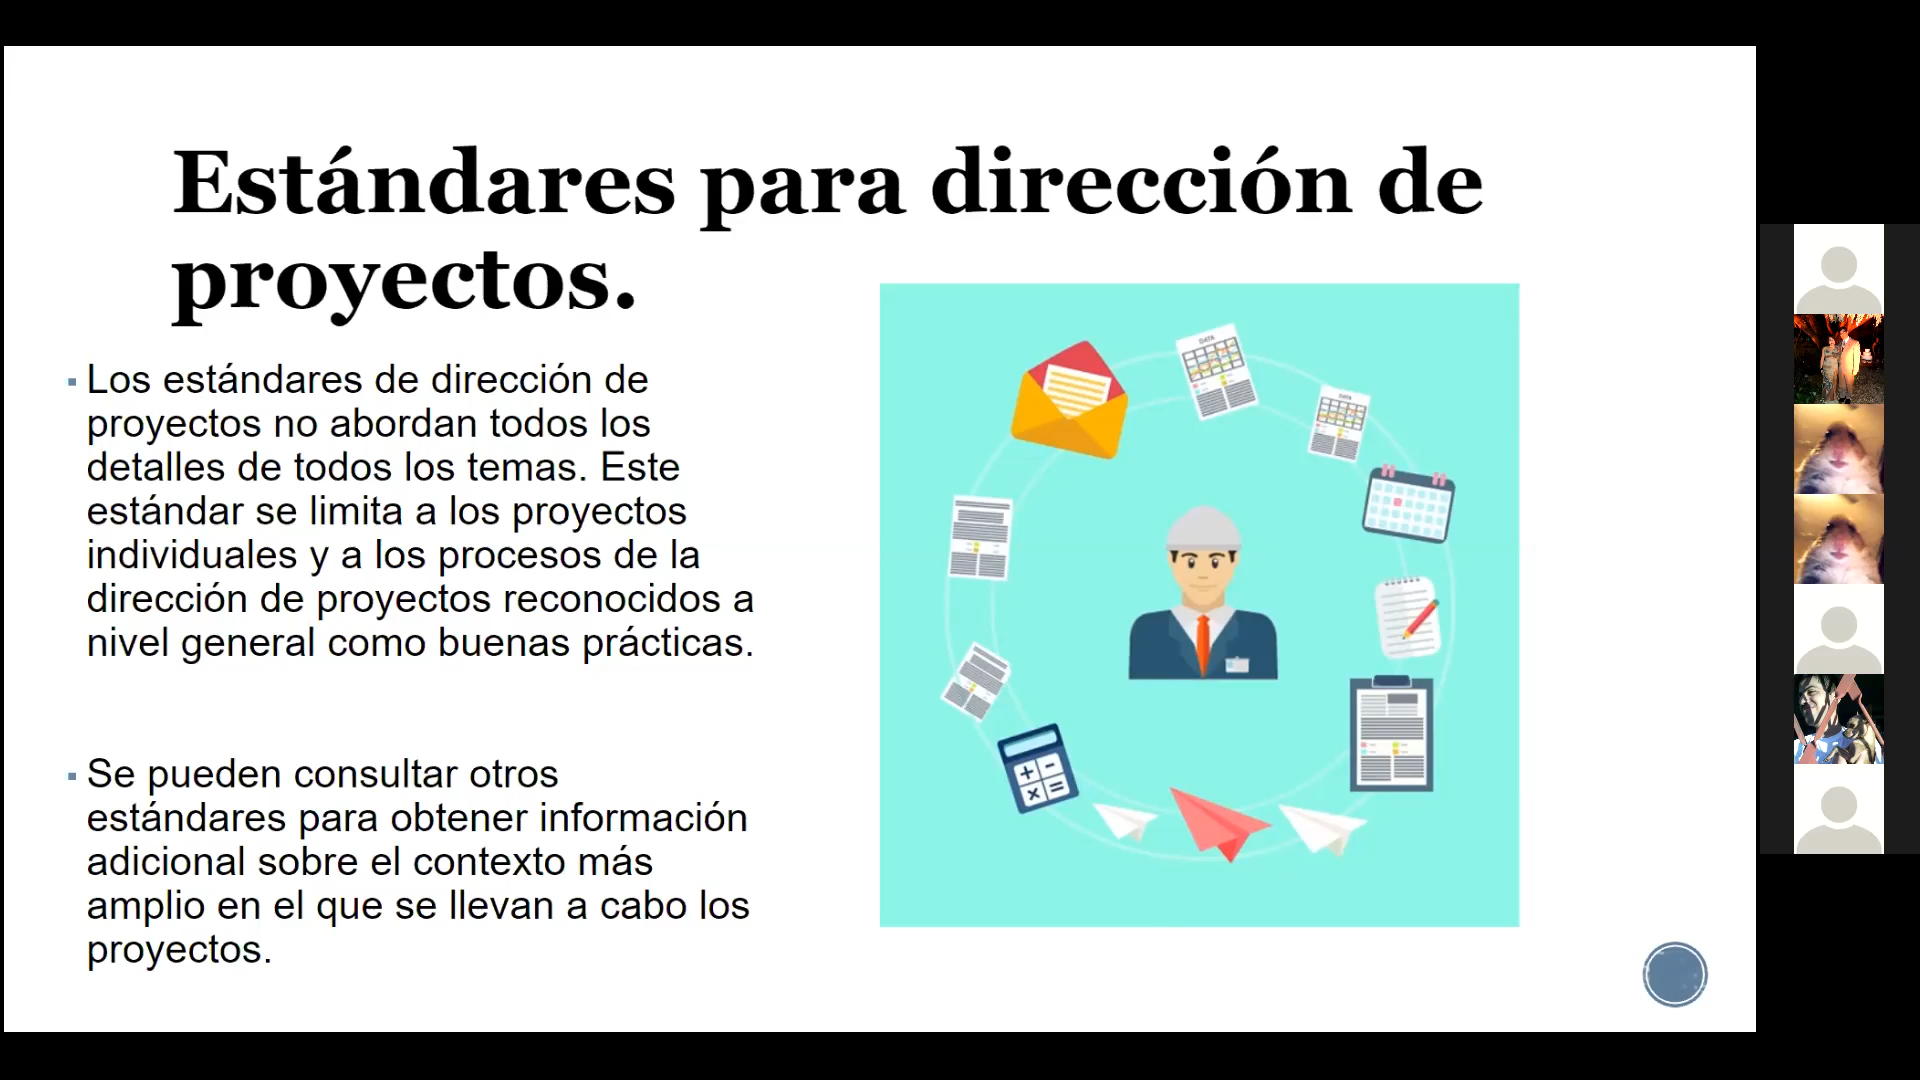 Estándares para dirección de
proyectos.
Los estándares de dirección de
proyectos no abordan todos los
detalles de todos los temas. Este
estándar se limita a los proyectos
individuales y a los procesos de la
dirección de proyectos reconocidos a
nivel general como buenas prácticas.
Se pueden consultar otros
estándares para obtener información
adicional sobre el contexto más
amplio en el que se llevan a cabo los
proyectos.
DATA
DATA